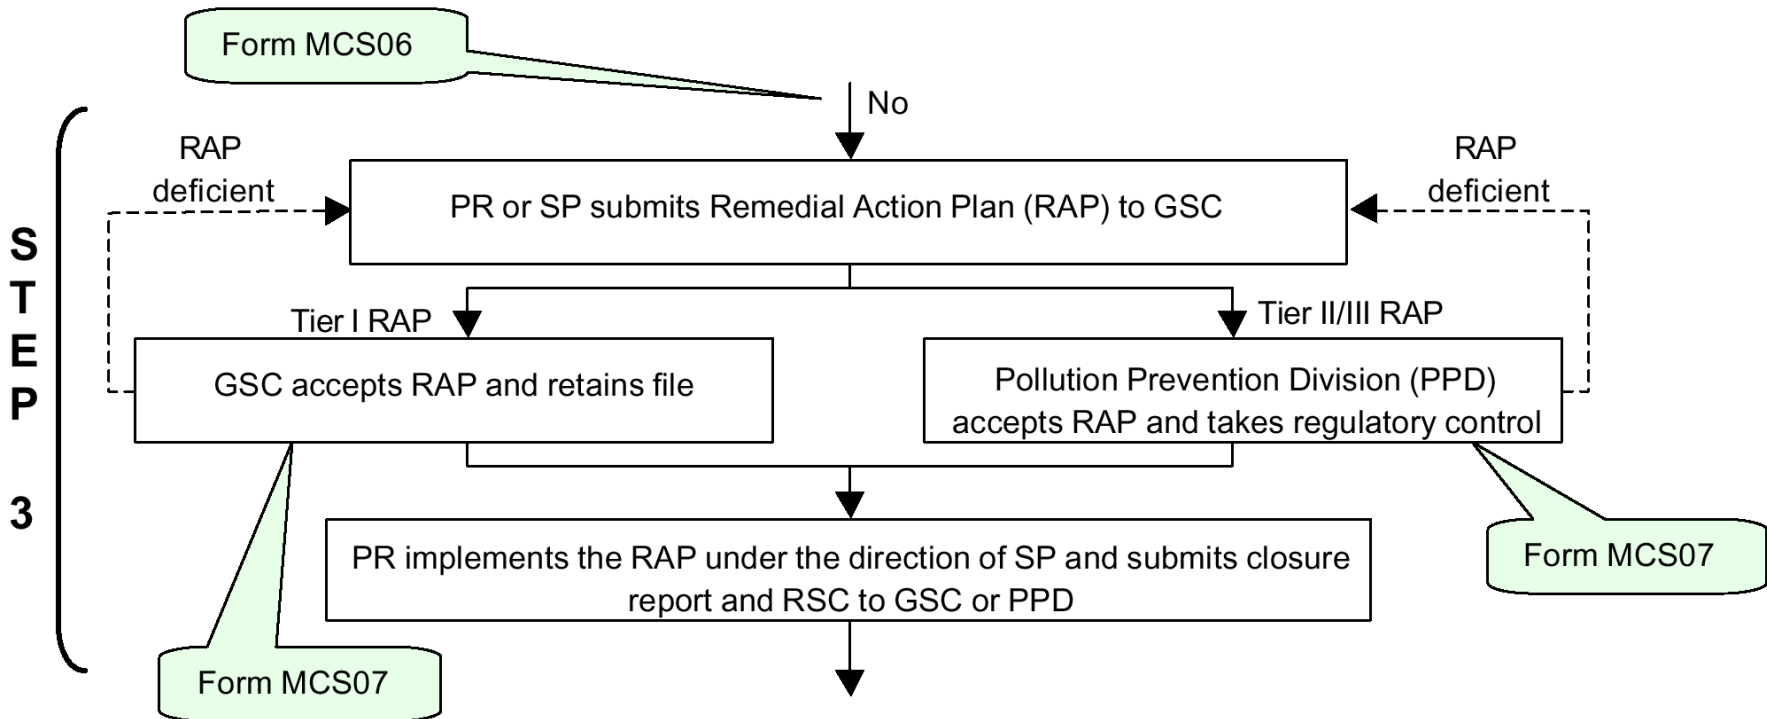 Form MCS06
No
RAP
deficient
RAP
deficient
PR or SP submits Remedial Action Plan (RAP) to GSC
STEP 3
Tier I RAP
Tier II/III RAP
GSC accepts RAP and retains file
Pollution Prevention Division (PPD)
accepts RAP and takes regulatory control
PR implements the RAP under the direction of SP and submits closure
report and RSC to GSC or PPD
Form MCS07
Form MCS07